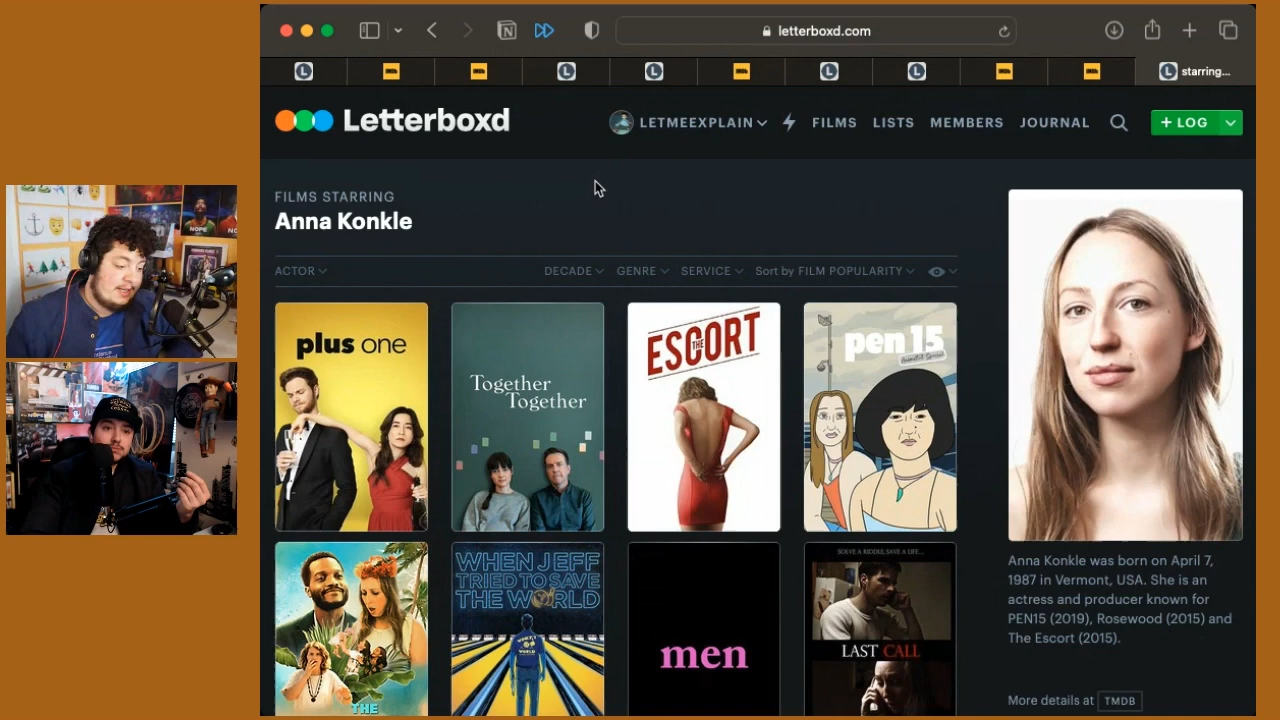 letterboxd.com
starring...
Letterboxd
LETMEEXPLAIN
FILMS
LISTS
MEMBERS
JOURNAL
+ LOG
FILMS STARRING
Anna Konkle
ACTOR
DECADE
GENRE
SERVICE
Sort by FILM POPULARITY
plus one
Together
Together
THE ESCORT
pen15
WHEN JEFF
TRIED TO SAVE
THE WORLD
THE
men
SOLVE A RIDDLE, SAVE A LIFE...
LAST CALL
Anna Konkle was born on April 7,
1987 in Vermont, USA. She is an
actress and producer known for
PEN15 (2019), Rosewood (2015) and
The Escort (2015).
More details at TMDB
NOPE